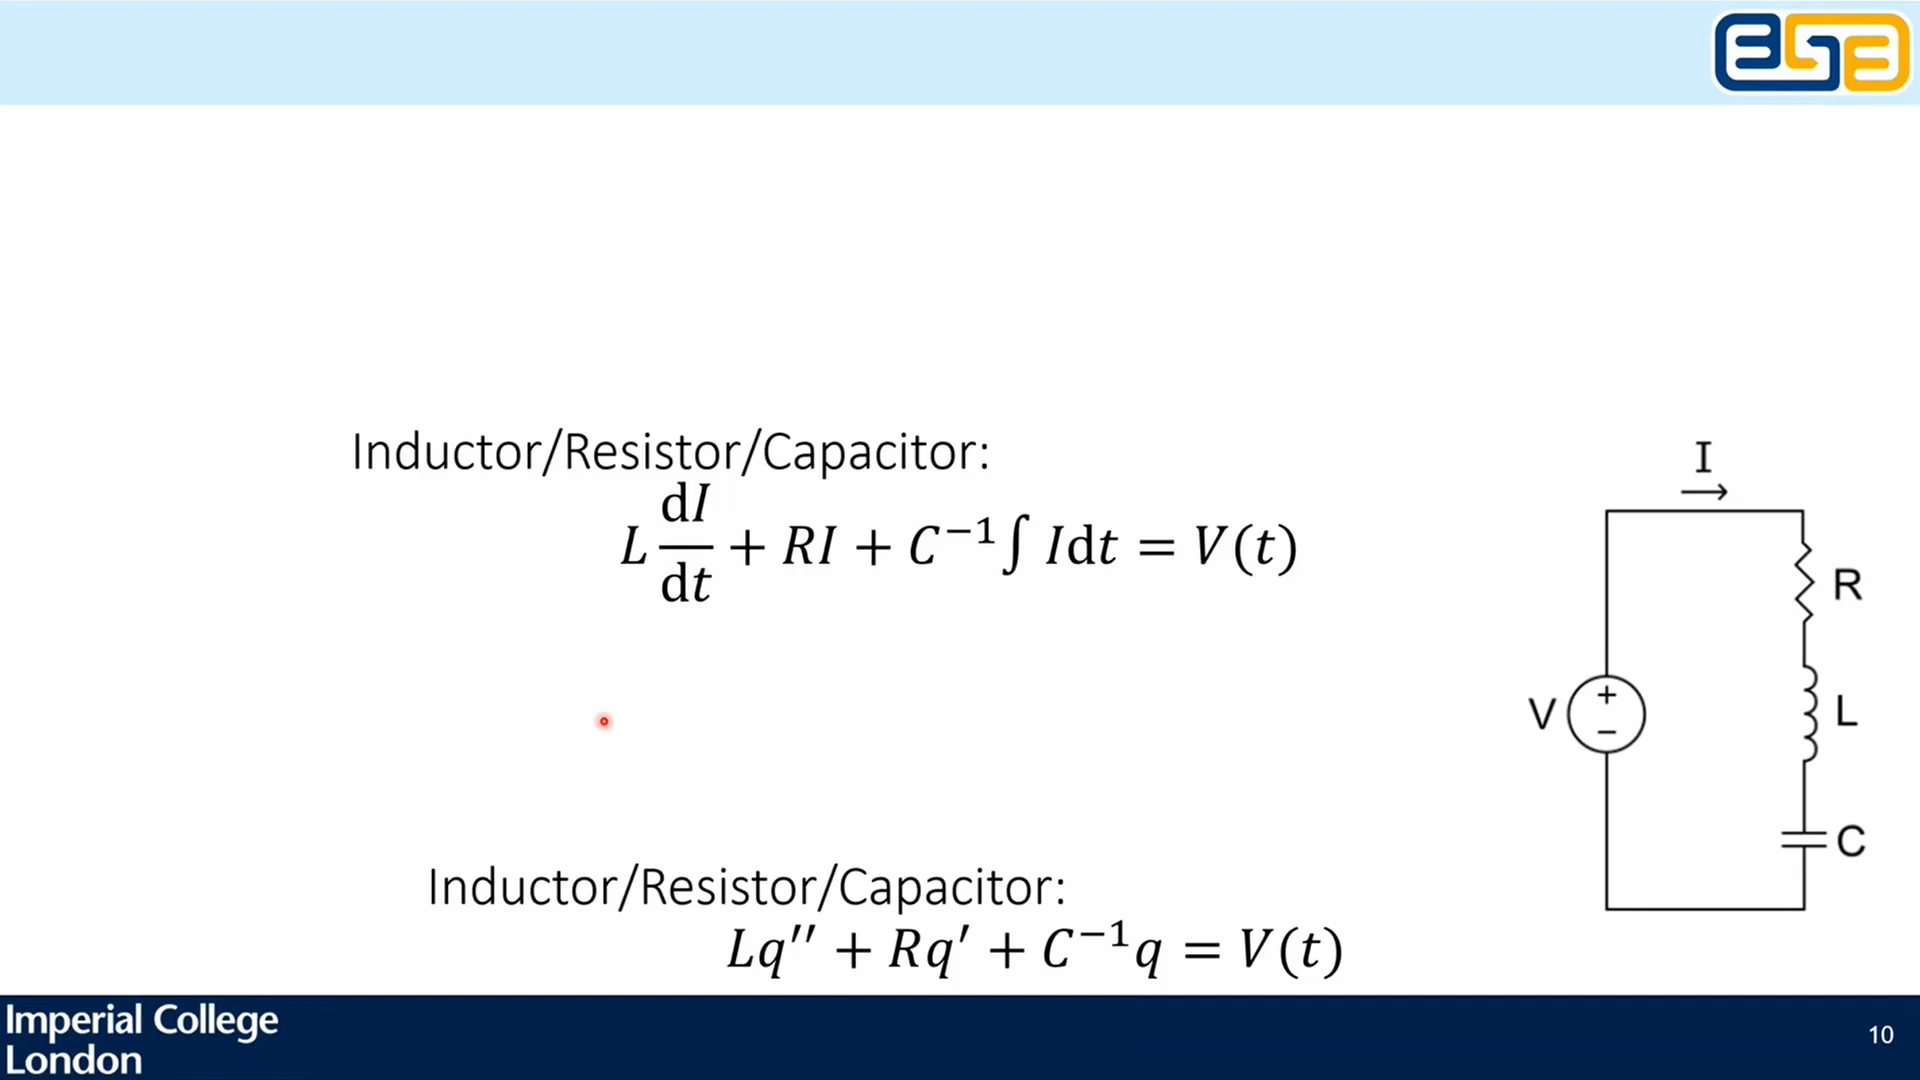 Inductor/Resistor/Capacitor:
L dI/dt + RI + C⁻¹∫ Idt = V(t)
I
→
R
V
+
−
L
C
Inductor/Resistor/Capacitor:
Lq″ + Rq′ + C⁻¹q = V(t)
Imperial College
London
10